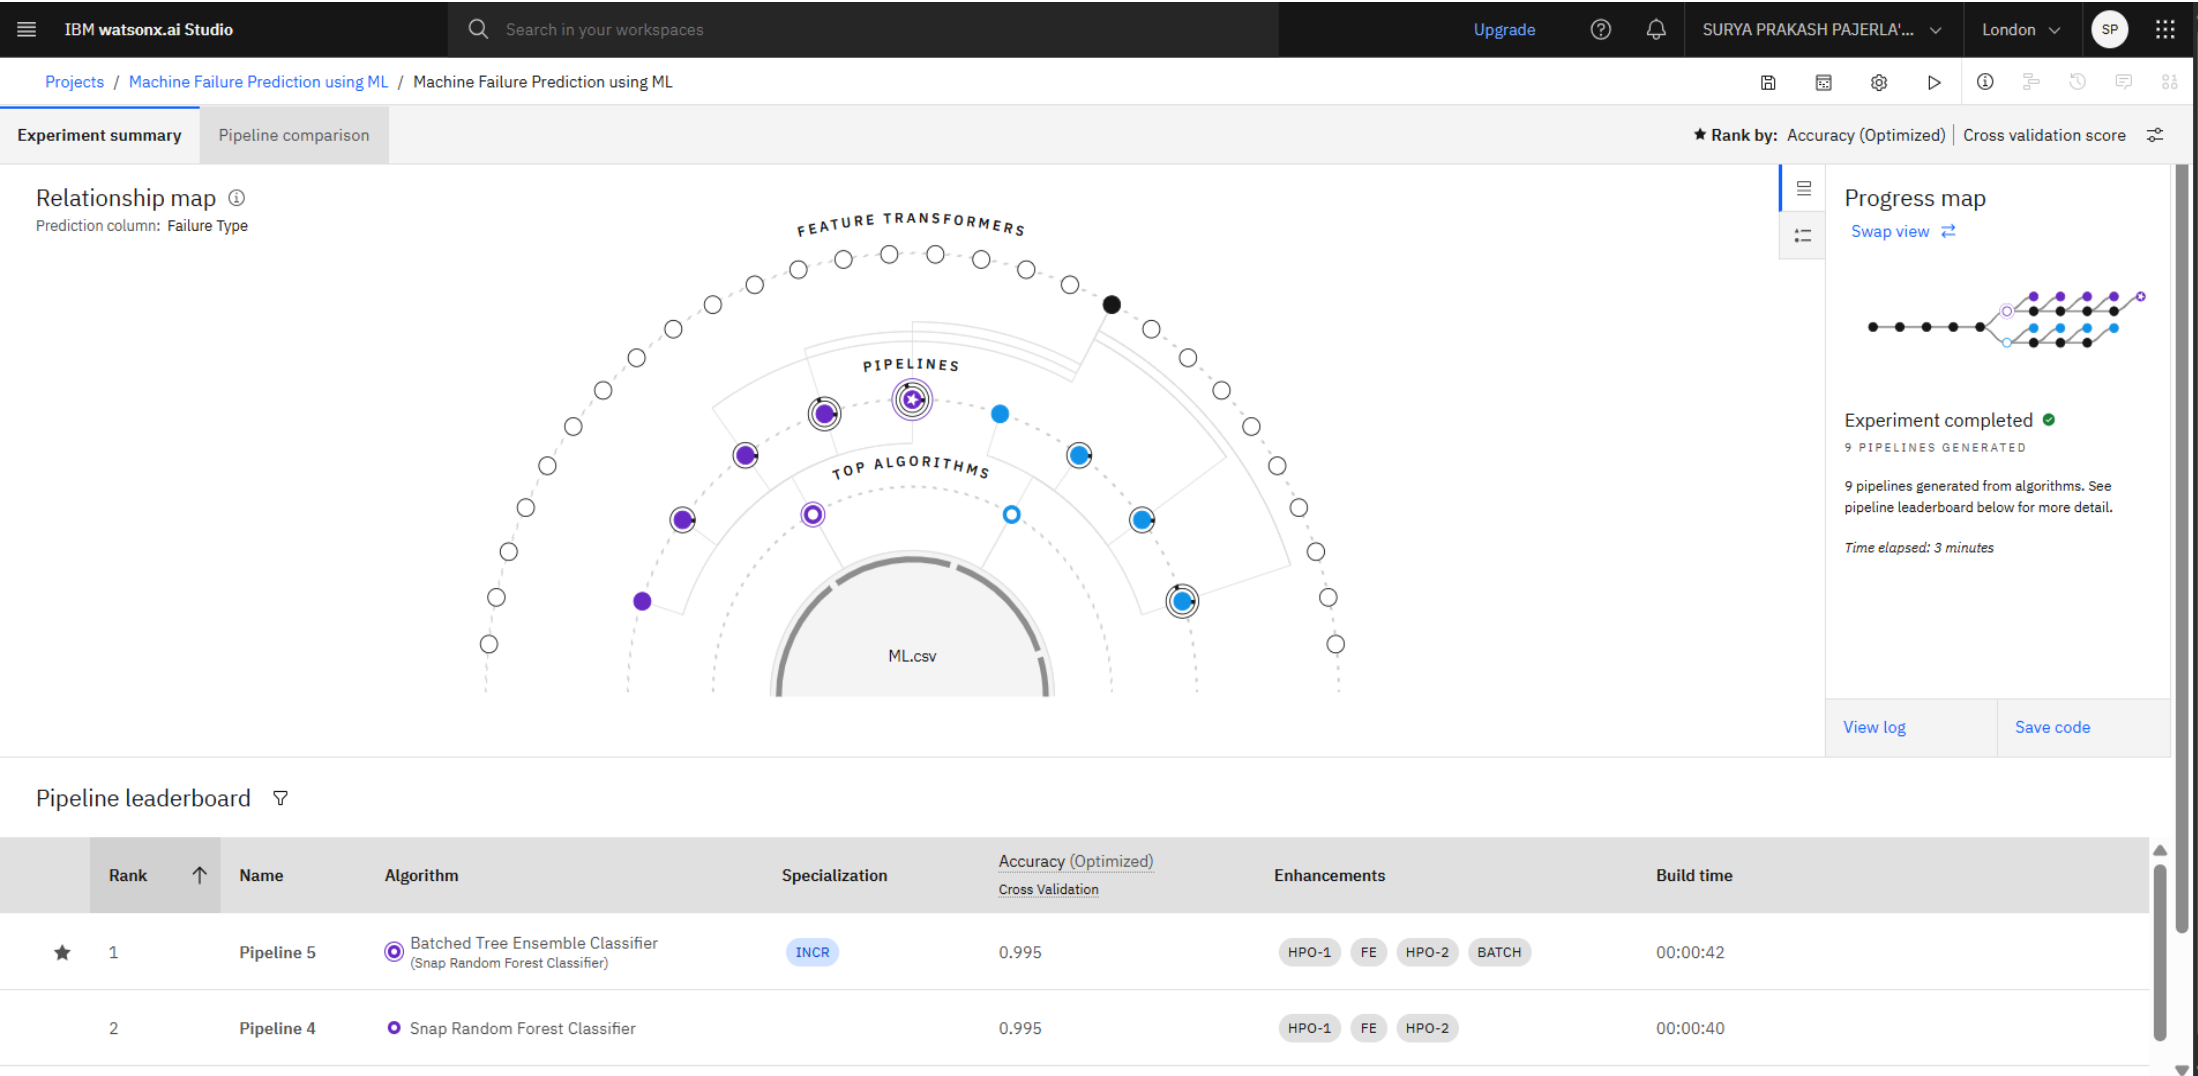 IBM watsonx.ai Studio
Search in your workspaces
Upgrade
SURYA PRAKASH PAJERLA'...
London
SP
Projects / Machine Failure Prediction using ML / Machine Failure Prediction using ML
Experiment summary
Pipeline comparison
Rank by: Accuracy (Optimized) | Cross validation score
Relationship map
Prediction column: Failure Type
FEATURE TRANSFORMERS
PIPELINES
TOP ALGORITHMS
ML.csv
Progress map
Swap view
Experiment completed
9 PIPELINES GENERATED
9 pipelines generated from algorithms. See
pipeline leaderboard below for more detail.
Time elapsed: 3 minutes
View log
Save code
Pipeline leaderboard
Rank Name Algorithm Specialization Accuracy (Optimized) Enhancements Build time
Cross Validation
1 Pipeline 5 Batched Tree Ensemble Classifier INCR 0.995 HPO-1 FE HPO-2 BATCH 00:00:42
(Snap Random Forest Classifier)
2 Pipeline 4 Snap Random Forest Classifier 0.995 HPO-1 FE HPO-2 00:00:40